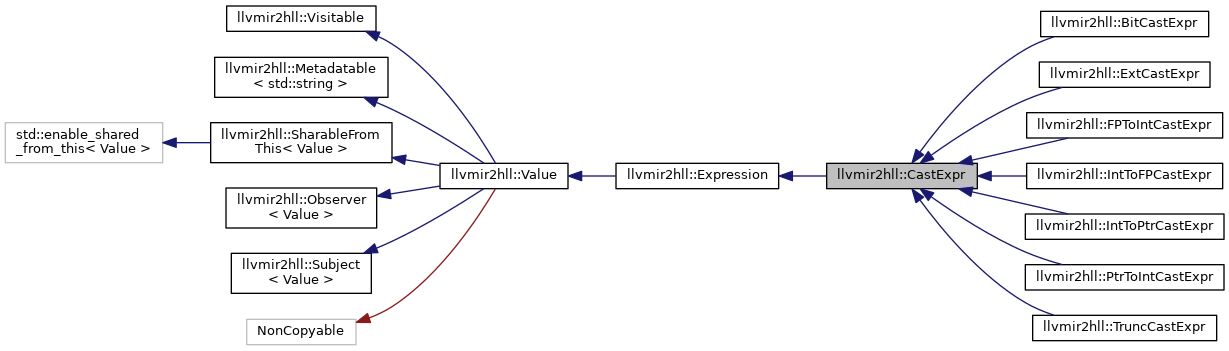 llvmir2hll::Visitable
llvmir2hll::Metadatable
< std::string >
std::enable_shared
_from_this< Value >
llvmir2hll::SharableFrom
This< Value >
llvmir2hll::Observer
< Value >
llvmir2hll::Subject
< Value >
NonCopyable
llvmir2hll::Value
llvmir2hll::Expression
llvmir2hll::CastExpr
llvmir2hll::BitCastExpr
llvmir2hll::ExtCastExpr
llvmir2hll::FPToIntCastExpr
llvmir2hll::IntToFPCastExpr
llvmir2hll::IntToPtrCastExpr
llvmir2hll::PtrToIntCastExpr
llvmir2hll::TruncCastExpr